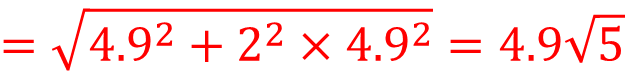 = √(4.9² + 2² × 4.9²) = 4.9√5